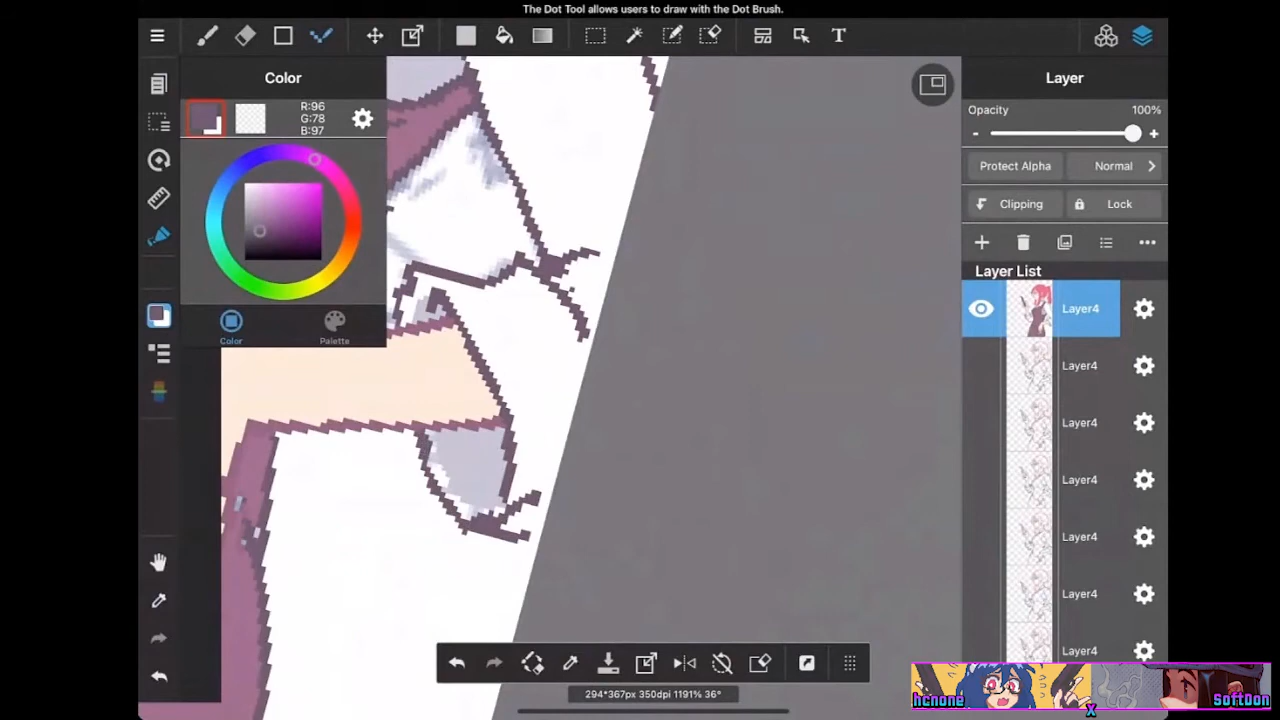 The Dot Tool allows users to draw with the Dot Brush.
T
Color
R:96
G:78
B:97
Color
Palette
Layer
Opacity
100%
-
+
Protect Alpha
Normal
Clipping
Lock
Layer List
Layer4
Layer4
Layer4
Layer4
Layer4
Layer4
Layer4
294*367px 350dpi 1191% 36°
hcnone
X
SoftDon